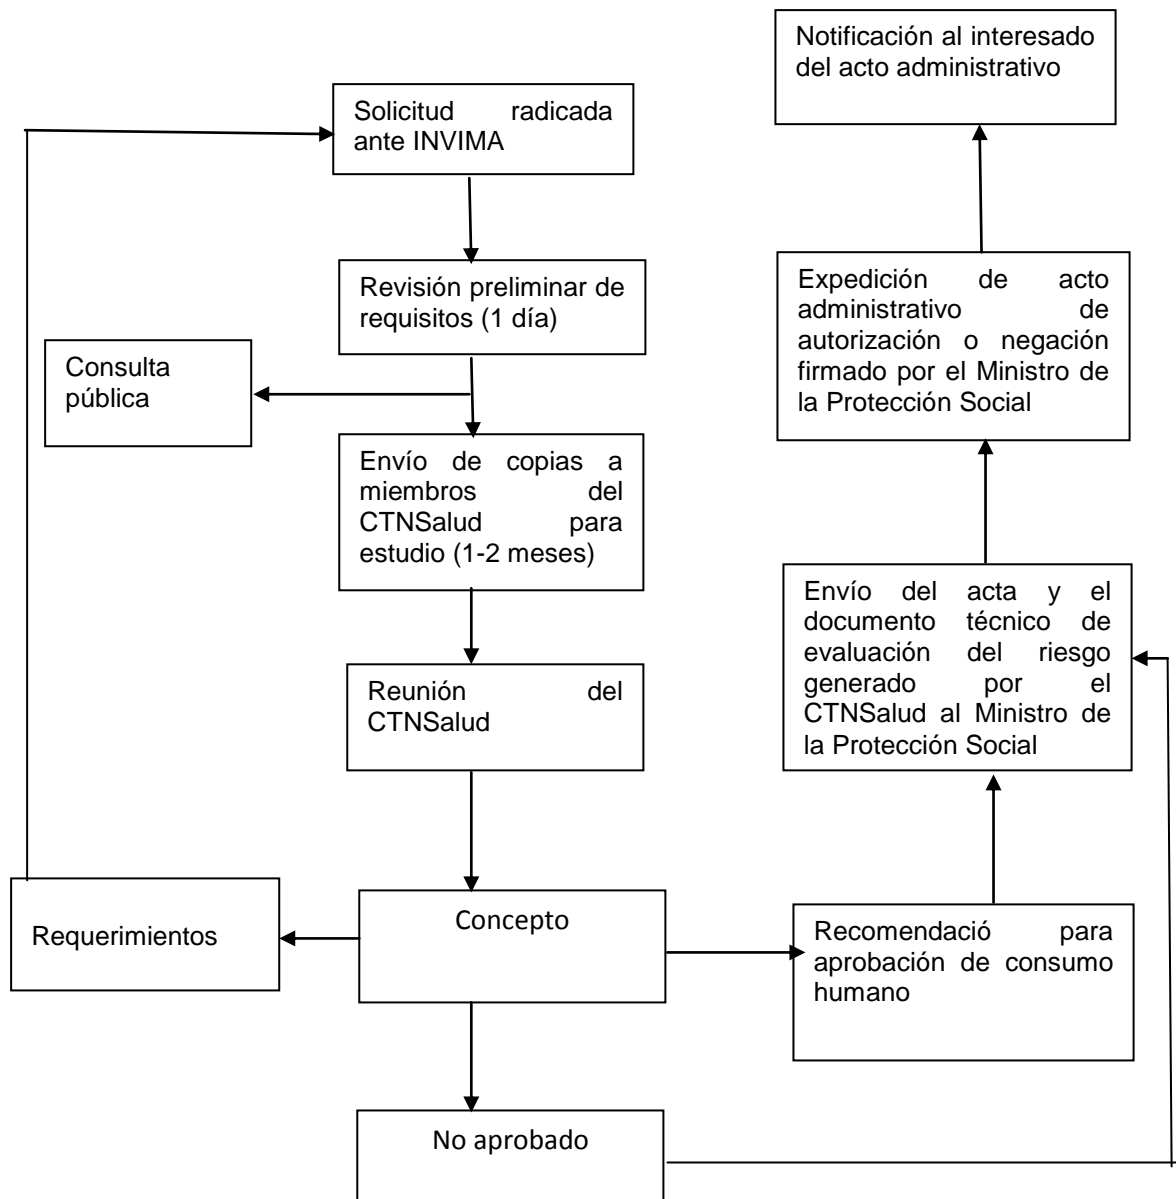 Solicitud radicada
ante INVIMA
Revisión preliminar de
requisitos (1 día)
Consulta
pública
Envío de copias a
miembros del
CTNSalud para
estudio (1-2 meses)
Reunión del
CTNSalud
Concepto
Requerimientos
No aprobado
Recomendació para
aprobación de consumo
humano
Envío del acta y el
documento técnico de
evaluación del riesgo
generado por el
CTNSalud al Ministro de
la Protección Social
Expedición de acto
administrativo de
autorización o negación
firmado por el Ministro de
la Protección Social
Notificación al interesado
del acto administrativo